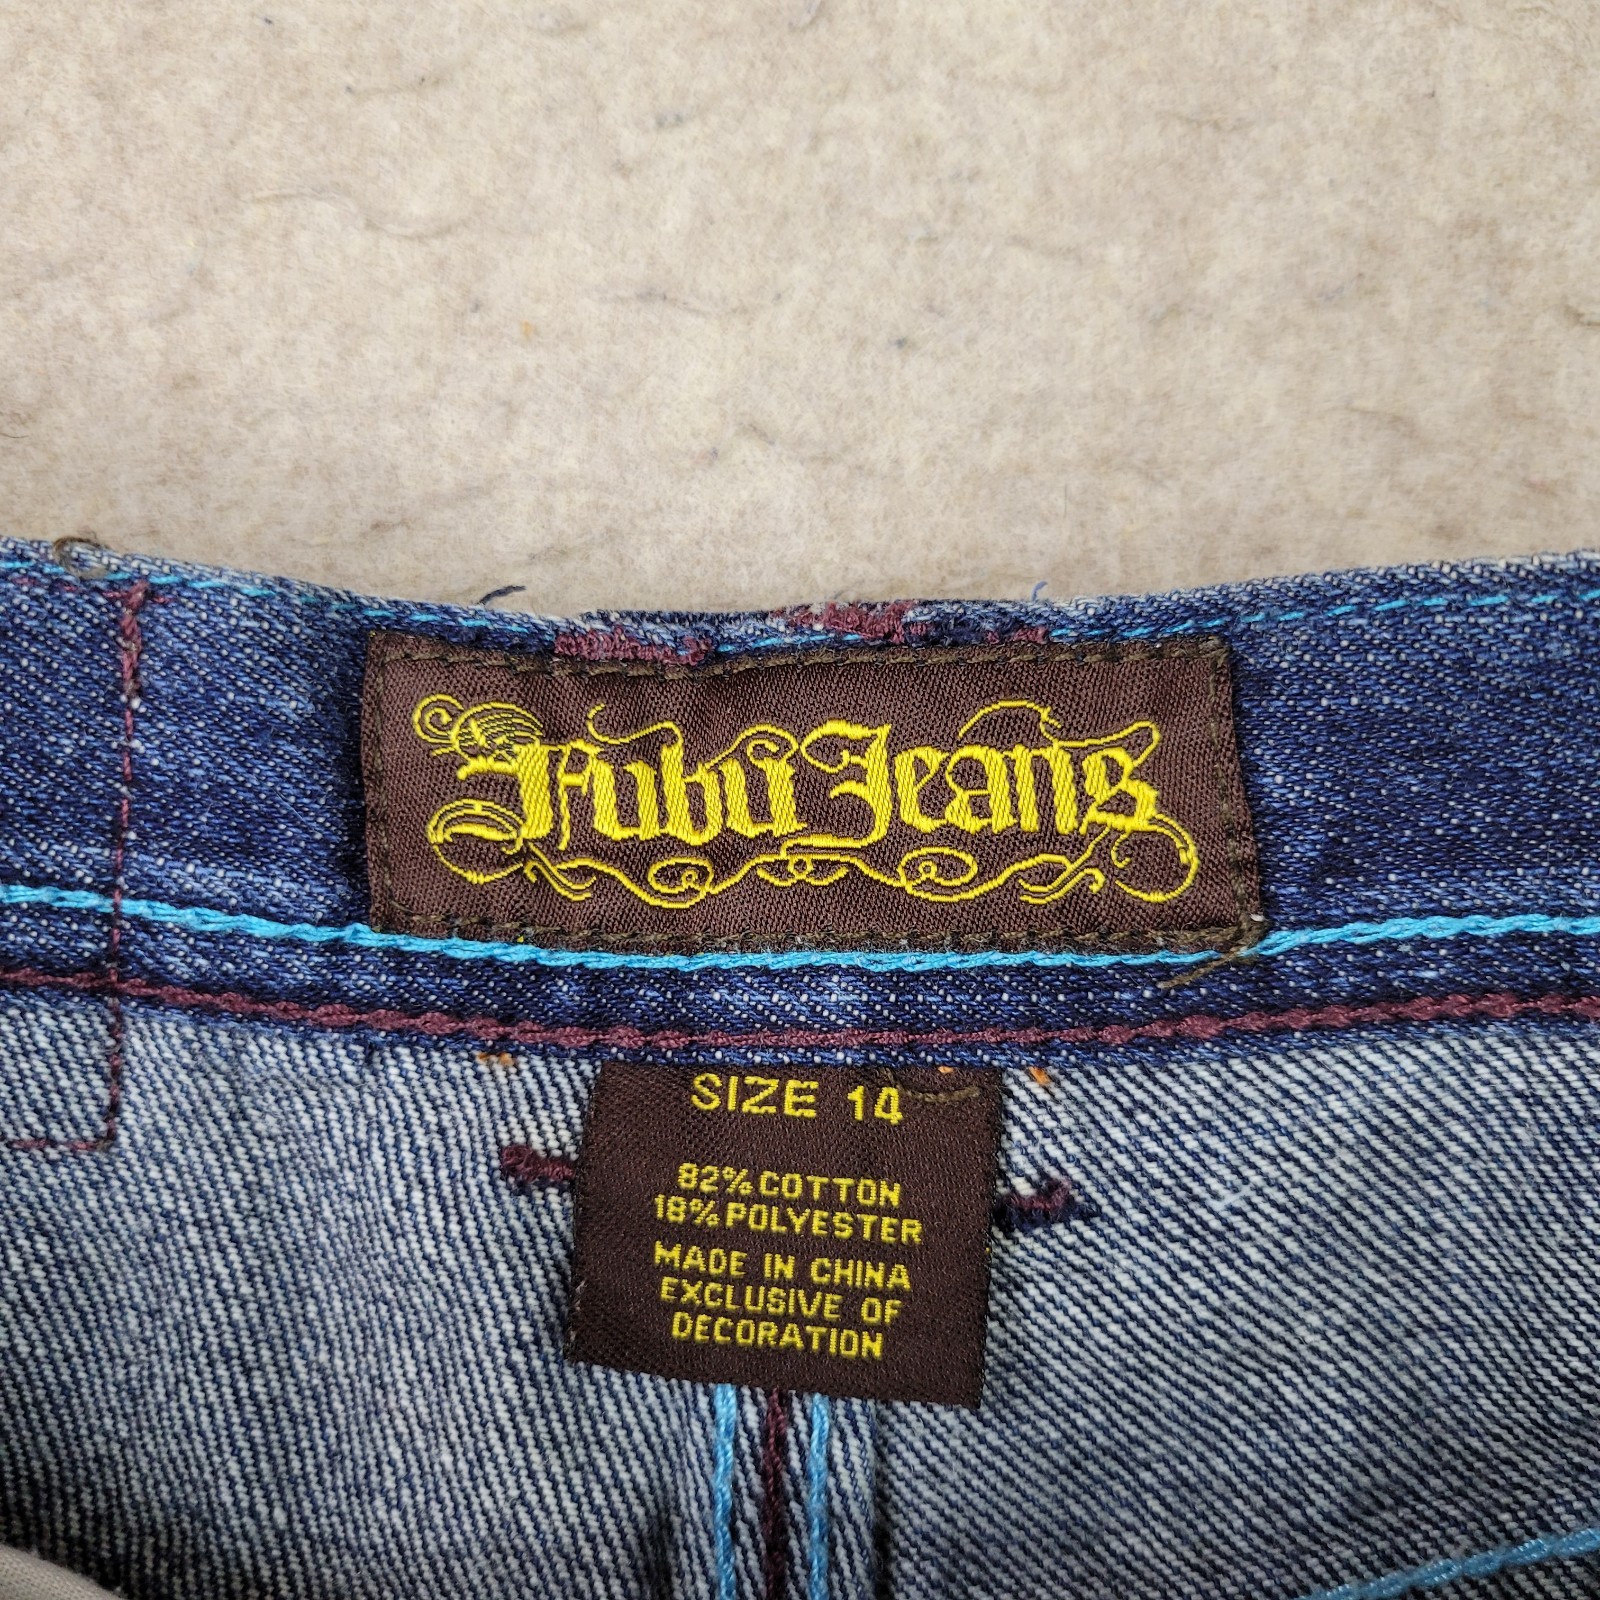 Fubu Jeans
SIZE 14
82% COTTON
18% POLYESTER
MADE IN CHINA
EXCLUSIVE OF
DECORATION